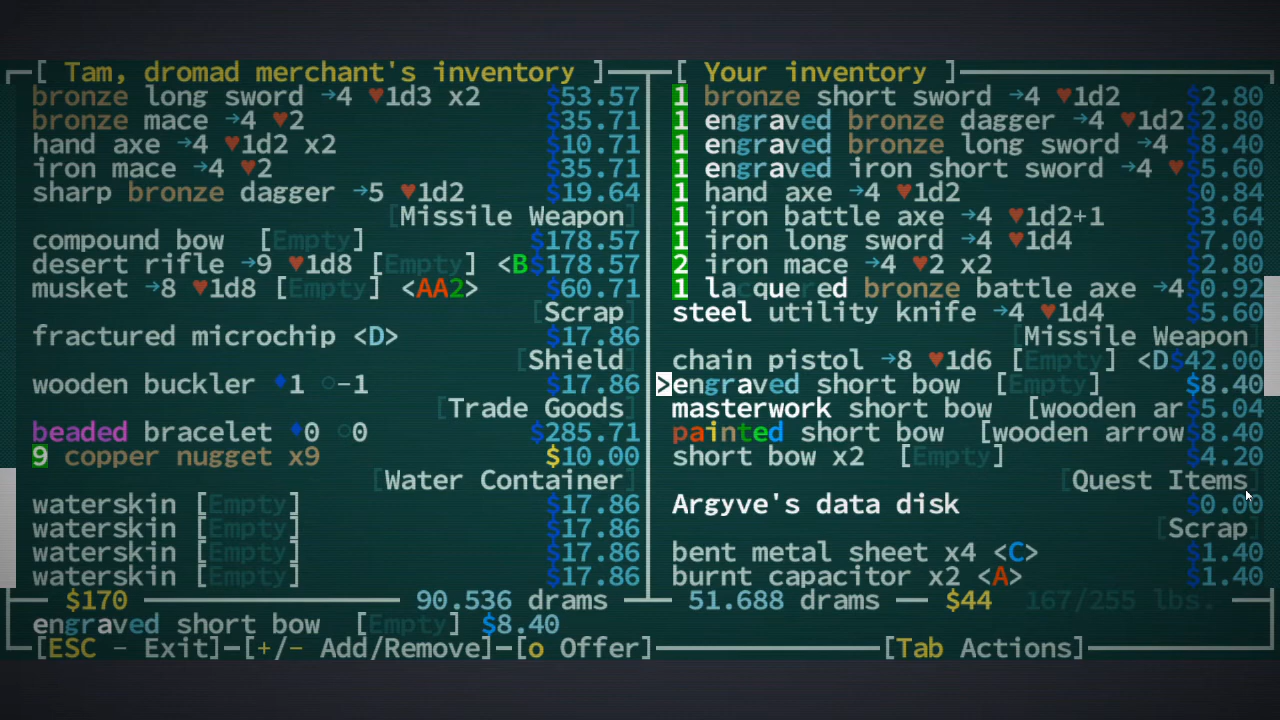 [ Tam, dromad merchant's inventory ]
bronze long sword →4 ♥1d3 x2 $53.57
bronze mace →4 ♥2 $35.71
hand axe →4 ♥1d2 x2 $10.71
iron mace →4 ♥2 $35.71
sharp bronze dagger →5 ♥1d2 $19.64
[Missile Weapon]
compound bow [Empty] $178.57
desert rifle →9 ♥1d8 [Empty] <B $178.57
musket →8 ♥1d8 [Empty] <AA2> $60.71
[Scrap]
fractured microchip <D> $17.86
[Shield]
wooden buckler ♦1 ○-1 $17.86
[Trade Goods]
beaded bracelet ♦0 ○0 $285.71
9 copper nugget x9 $10.00
[Water Container]
waterskin [Empty] $17.86
waterskin [Empty] $17.86
waterskin [Empty] $17.86
waterskin [Empty] $17.86
$170 90.536 drams
[ Your inventory ]
1 bronze short sword →4 ♥1d2 $2.80
1 engraved bronze dagger →4 ♥1d2 $2.80
1 engraved bronze long sword →4 $8.40
1 engraved iron short sword →4 ♥ $5.60
1 hand axe →4 ♥1d2 $0.84
1 iron battle axe →4 ♥1d2+1 $3.64
1 iron long sword →4 ♥1d4 $7.00
2 iron mace →4 ♥2 x2 $2.80
1 lacquered bronze battle axe →4 $0.92
steel utility knife →4 ♥1d4 $5.60
[Missile Weapon]
chain pistol →8 ♥1d6 [Empty] <D $42.00
>engraved short bow [Empty] $8.40
masterwork short bow [wooden ar $5.04
painted short bow [wooden arrow $8.40
short bow x2 [Empty] $4.20
[Quest Items]
Argyve's data disk $0.00
[Scrap]
bent metal sheet x4 <C> $1.40
burnt capacitor x2 <A> $1.40
51.688 drams — $44 167/255 lbs.
engraved short bow [Empty] $8.40
[ESC - Exit]—[+/- Add/Remove]—[o Offer] [Tab Actions]